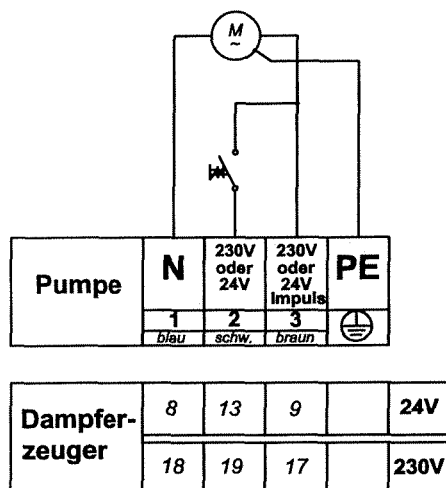 M
~
Pumpe
N
230V
oder
24V
230V
oder
24V
Impuls
PE
1 2 3
blau schw. braun
Dampfer-
zeuger
8 13 9 24V
18 19 17 230V